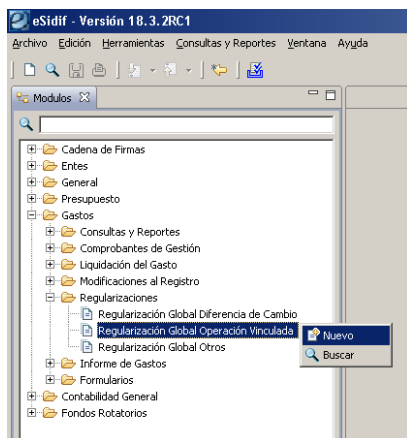 eSidif - Versión 18.3.2RC1
Archivo Edición Herramientas Consultas y Reportes Ventana Ayuda
Modulos
Cadena de Firmas
Entes
General
Presupuesto
Gastos
Consultas y Reportes
Comprobantes de Gestión
Liquidación del Gasto
Modificaciones al Registro
Regularizaciones
Regularización Global Diferencia de Cambio
Regularización Global Operación Vinculada
Nuevo
Regularización Global Otros
Buscar
Informe de Gastos
Formularios
Contabilidad General
Fondos Rotatorios